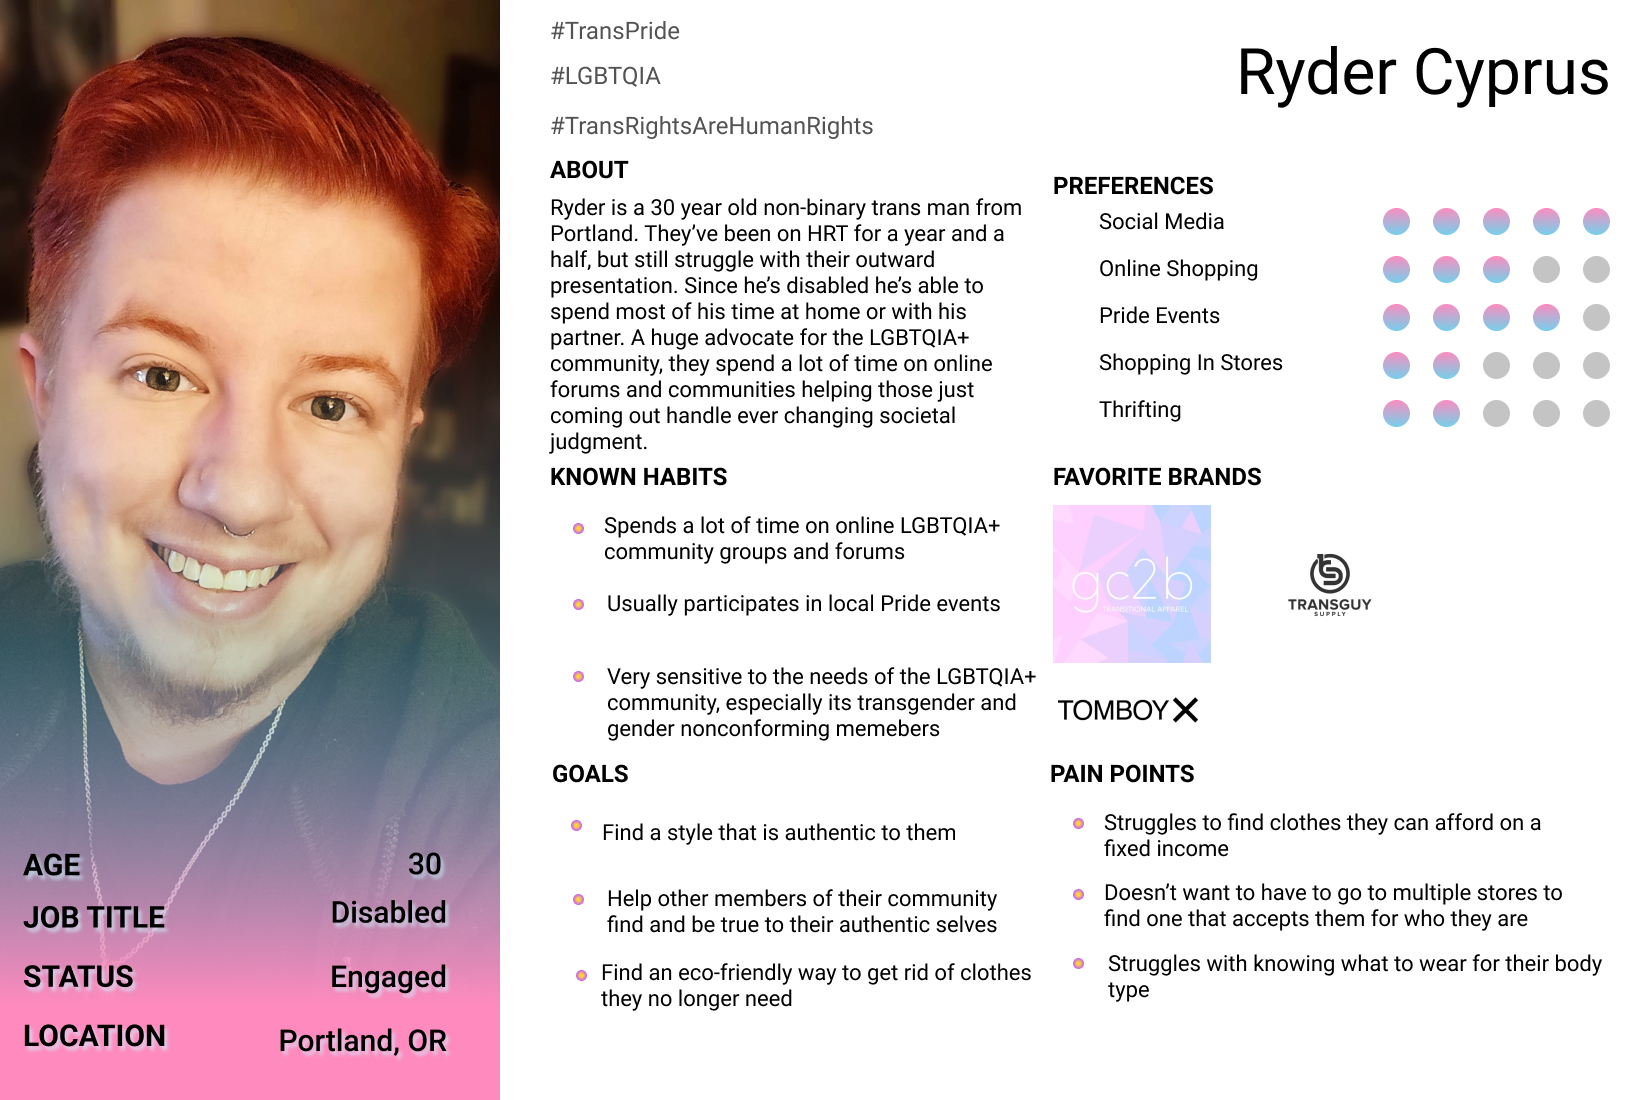 #TransPride
#LGBTQIA
#TransRightsAreHumanRights
Ryder Cyprus
ABOUT
Ryder is a 30 year old non-binary trans man from
Portland. They’ve been on HRT for a year and a
half, but still struggle with their outward
presentation. Since he’s disabled he’s able to
spend most of his time at home or with his
partner. A huge advocate for the LGBTQIA+
community, they spend a lot of time on online
forums and communities helping those just
coming out handle ever changing societal
judgment.
PREFERENCES
Social Media
Online Shopping
Pride Events
Shopping In Stores
Thrifting
KNOWN HABITS
Spends a lot of time on online LGBTQIA+
community groups and forums
Usually participates in local Pride events
Very sensitive to the needs of the LGBTQIA+
community, especially its transgender and
gender nonconforming memebers
FAVORITE BRANDS
gc2b
TRANSITIONAL APPAREL
TRANSGUY
SUPPLY
TOMBOYX
GOALS
Find a style that is authentic to them
Help other members of their community
find and be true to their authentic selves
Find an eco-friendly way to get rid of clothes
they no longer need
PAIN POINTS
Struggles to find clothes they can afford on a
fixed income
Doesn’t want to have to go to multiple stores to
find one that accepts them for who they are
Struggles with knowing what to wear for their body
type
AGE 30
JOB TITLE Disabled
STATUS Engaged
LOCATION Portland, OR